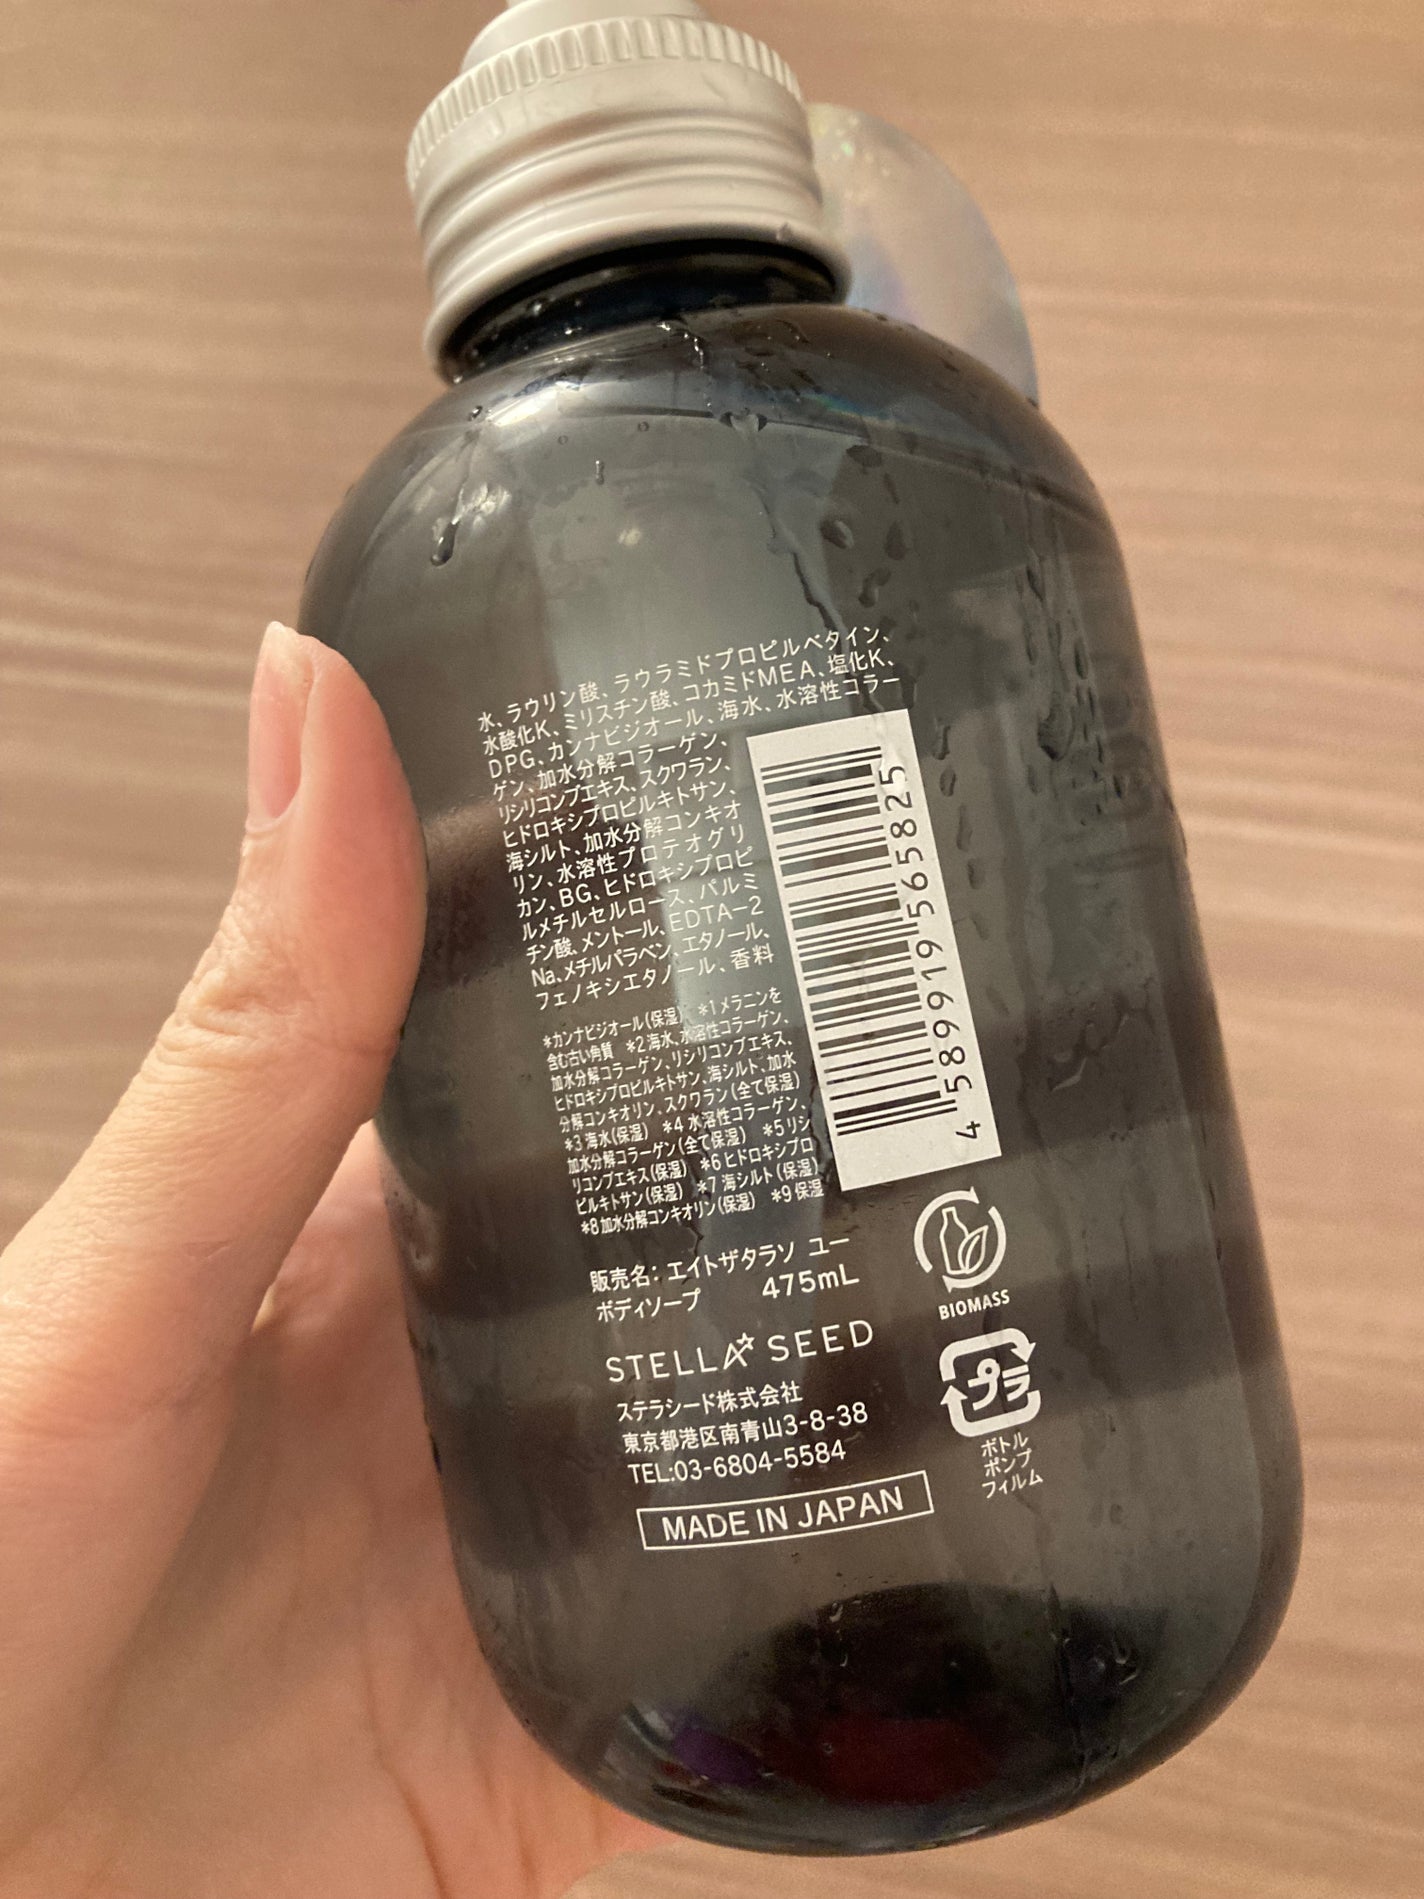 水、ラウリン酸、ラウラミドプロピルベタイン、
水酸化K、ミリスチン酸、コカミドMEA、塩化K、
DPG、カンナビジオール、海水、水溶性コラー
ゲン、加水分解コラーゲン、
リシリコンブエキス、スクワラン、
ヒドロキシプロピルキトサン、
海シルト、加水分解コンキオ
リン、水溶性プロテオグリ
カン、BG、ヒドロキシプロピ
ルメチルセルロース、パルミ
チン酸、メントール、EDTA−2
Na、メチルパラベン、エタノール、
フェノキシエタノール、香料
*カンナビジオール(保湿) *1メラニンを
含む古い角質 *2海水、水溶性コラーゲン、
加水分解コラーゲン、リシリコンブエキス、
ヒドロキシプロピルキトサン、海シルト、加水
分解コンキオリン、スクワラン(全て保湿)
*3海水(保湿) *4水溶性コラーゲン、
加水分解コラーゲン(全て保湿) *5リシ
リコンブエキス(保湿) *6ヒドロキシプロ
ピルキトサン(保湿) *7海シルト(保湿)
*8加水分解コンキオリン(保湿) *9保湿
4 589919 565825
販売名：エイトザタラソ ユー
ボディソープ 475mL
STELLA SEED
ステラシード株式会社
東京都港区南青山3-8-38
TEL:03-6804-5584
MADE IN JAPAN
BIOMASS
プラ
ボトル
ポンプ
フィルム